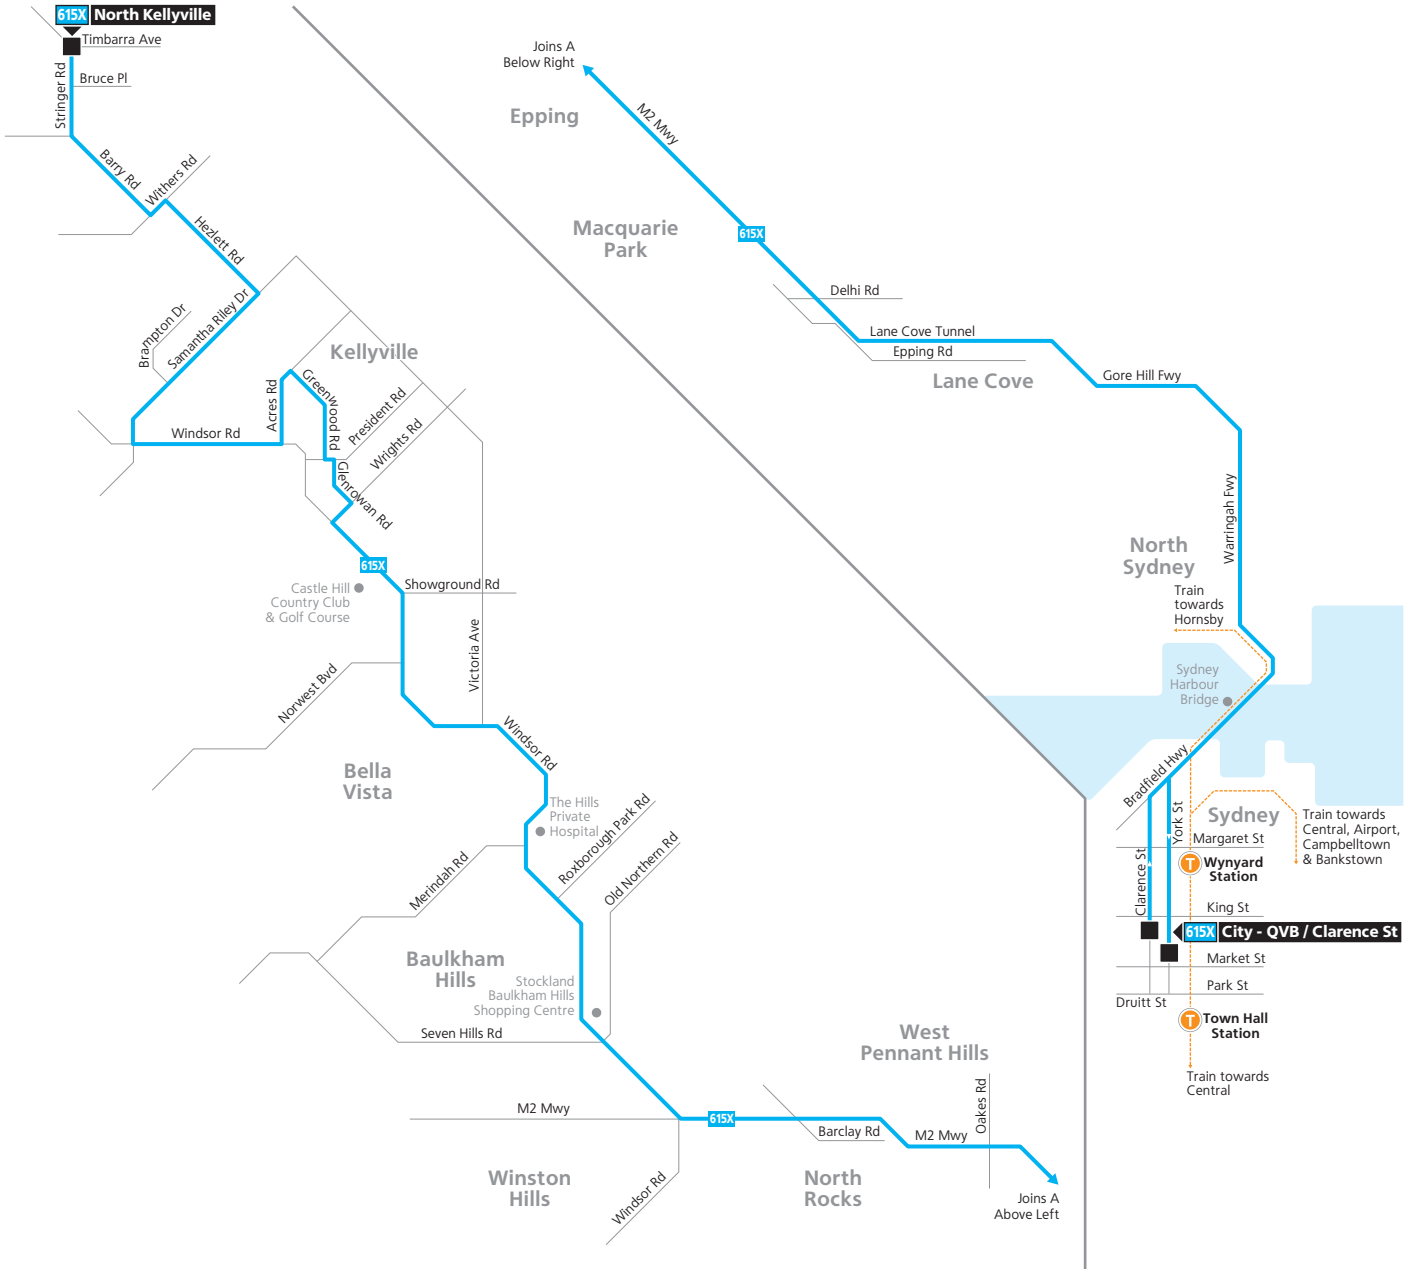 615X North Kellyville
Timbarra Ave
Stringer Rd
Bruce Pl
Barry Rd
Withers Rd
Hezlett Rd
Samantha Riley Dr
Brampton Dr
Kellyville
Acres Rd
Greenwood Rd
President Rd
Wrights Rd
Windsor Rd
Glenrowan Rd
615X
Castle Hill
Country Club
& Golf Course
Showground Rd
Victoria Ave
Norwest Bvd
Windsor Rd
Bella
Vista
The Hills
Private
Hospital
Roxborough Park Rd
Old Northern Rd
Merindah Rd
Baulkham
Hills
Stockland
Baulkham Hills
Shopping Centre
Seven Hills Rd
West
Pennant Hills
M2 Mwy
615X
Barclay Rd
M2 Mwy
Oakes Rd
Winston
Hills
Windsor Rd
North
Rocks
Joins A
Above Left
Joins A
Below Right
Epping
M2 Mwy
Macquarie
Park
615X
Delhi Rd
Lane Cove Tunnel
Epping Rd
Lane Cove
Gore Hill Fwy
Warringah Fwy
North
Sydney
Train
towards
Hornsby
Sydney
Harbour
Bridge
Bradfield Hwy
York St
Clarence St
Sydney
Margaret St
Train towards
Central, Airport,
Campbelltown
& Bankstown
T Wynyard
Station
King St
615X City - QVB / Clarence St
Market St
Park St
Druitt St
T Town Hall
Station
Train towards
Central